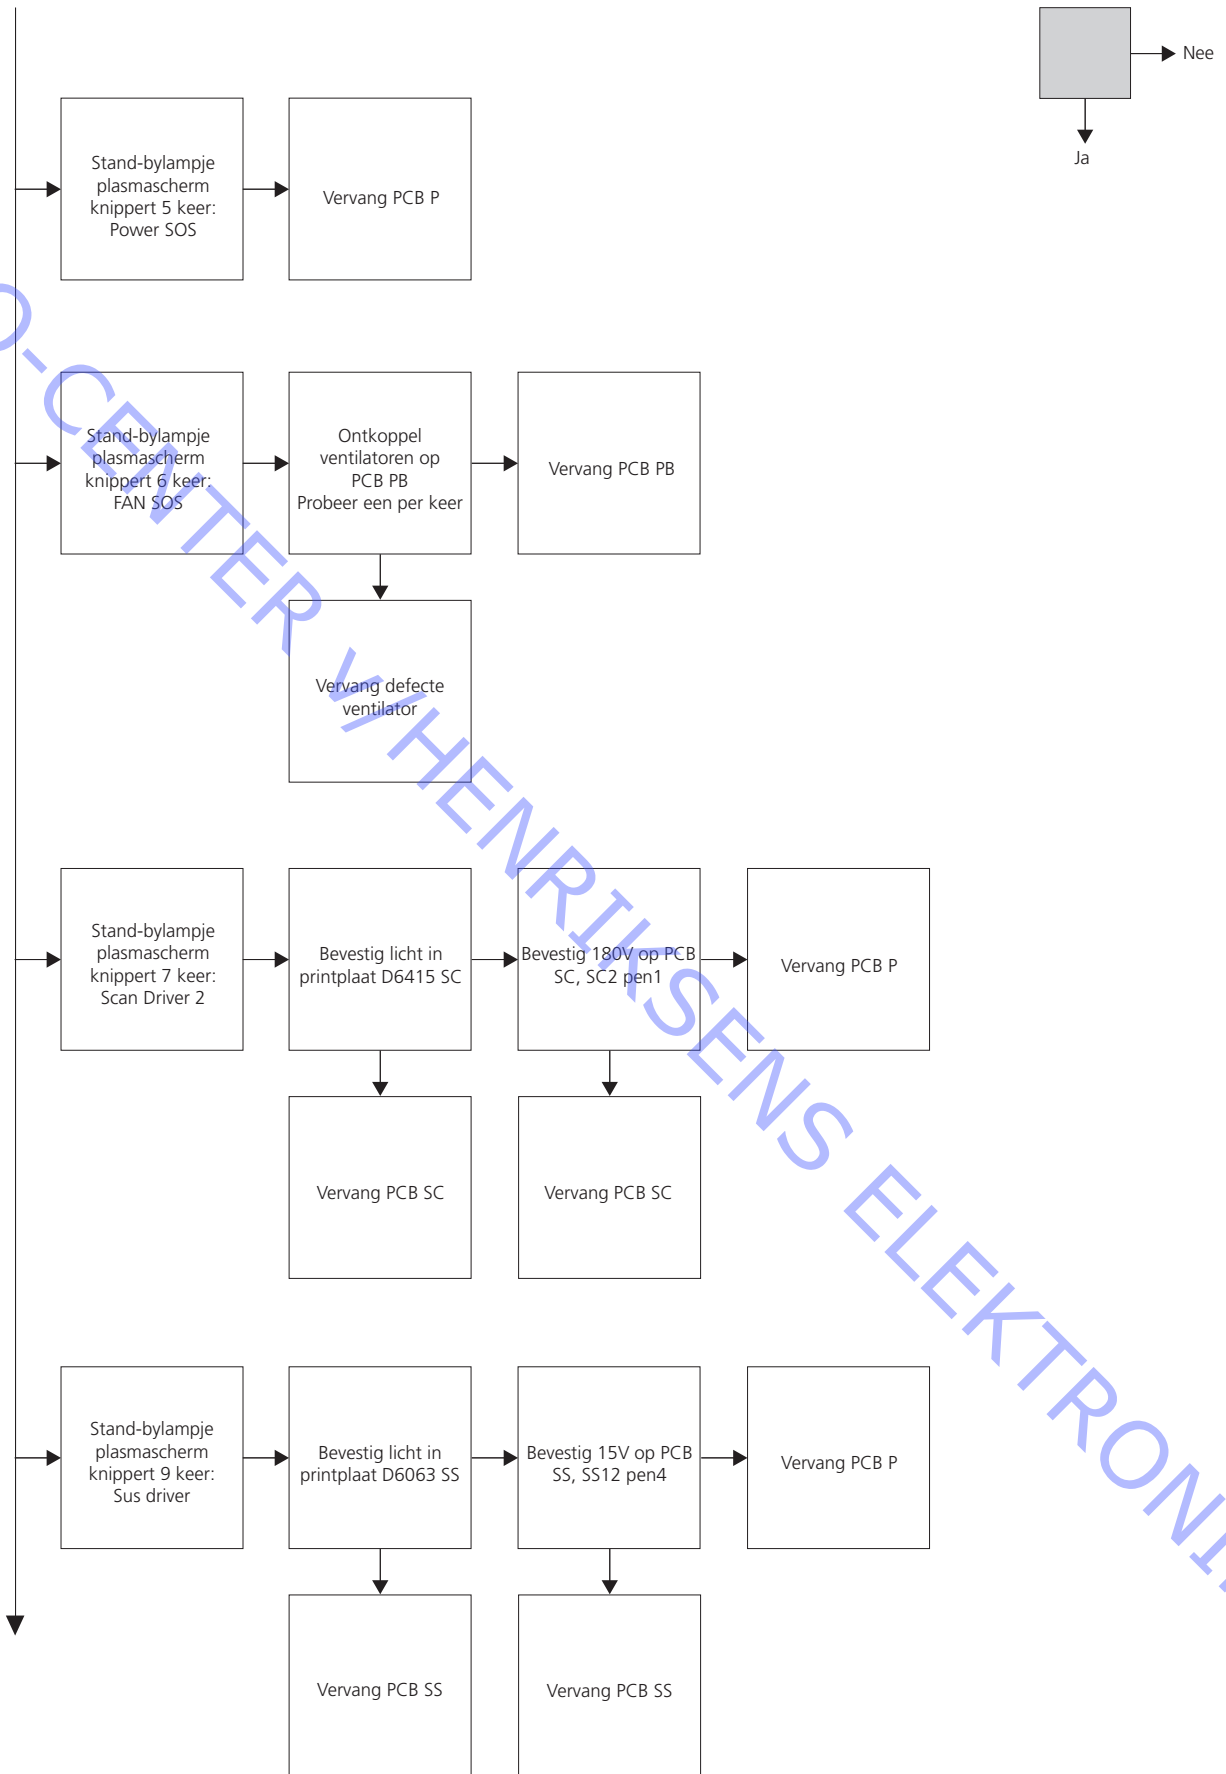 Nee
Ja
Stand-bylampje
plasmascherm
knippert 5 keer:
Power SOS
Vervang PCB P
Stand-bylampje
plasmascherm
knippert 6 keer:
FAN SOS
Ontkoppel
ventilatoren op
PCB PB
Probeer een per keer
Vervang PCB PB
Vervang defecte
ventilator
Stand-bylampje
plasmascherm
knippert 7 keer:
Scan Driver 2
Bevestig licht in
printplaat D6415 SC
Bevestig 180V op PCB
SC, SC2 pen1
Vervang PCB P
Vervang PCB SC
Vervang PCB SC
Stand-bylampje
plasmascherm
knippert 9 keer:
Sus driver
Bevestig licht in
printplaat D6063 SS
Bevestig 15V op PCB
SS, SS12 pen4
Vervang PCB P
Vervang PCB SS
Vervang PCB SS
-CENTER v/HENRIKSENS